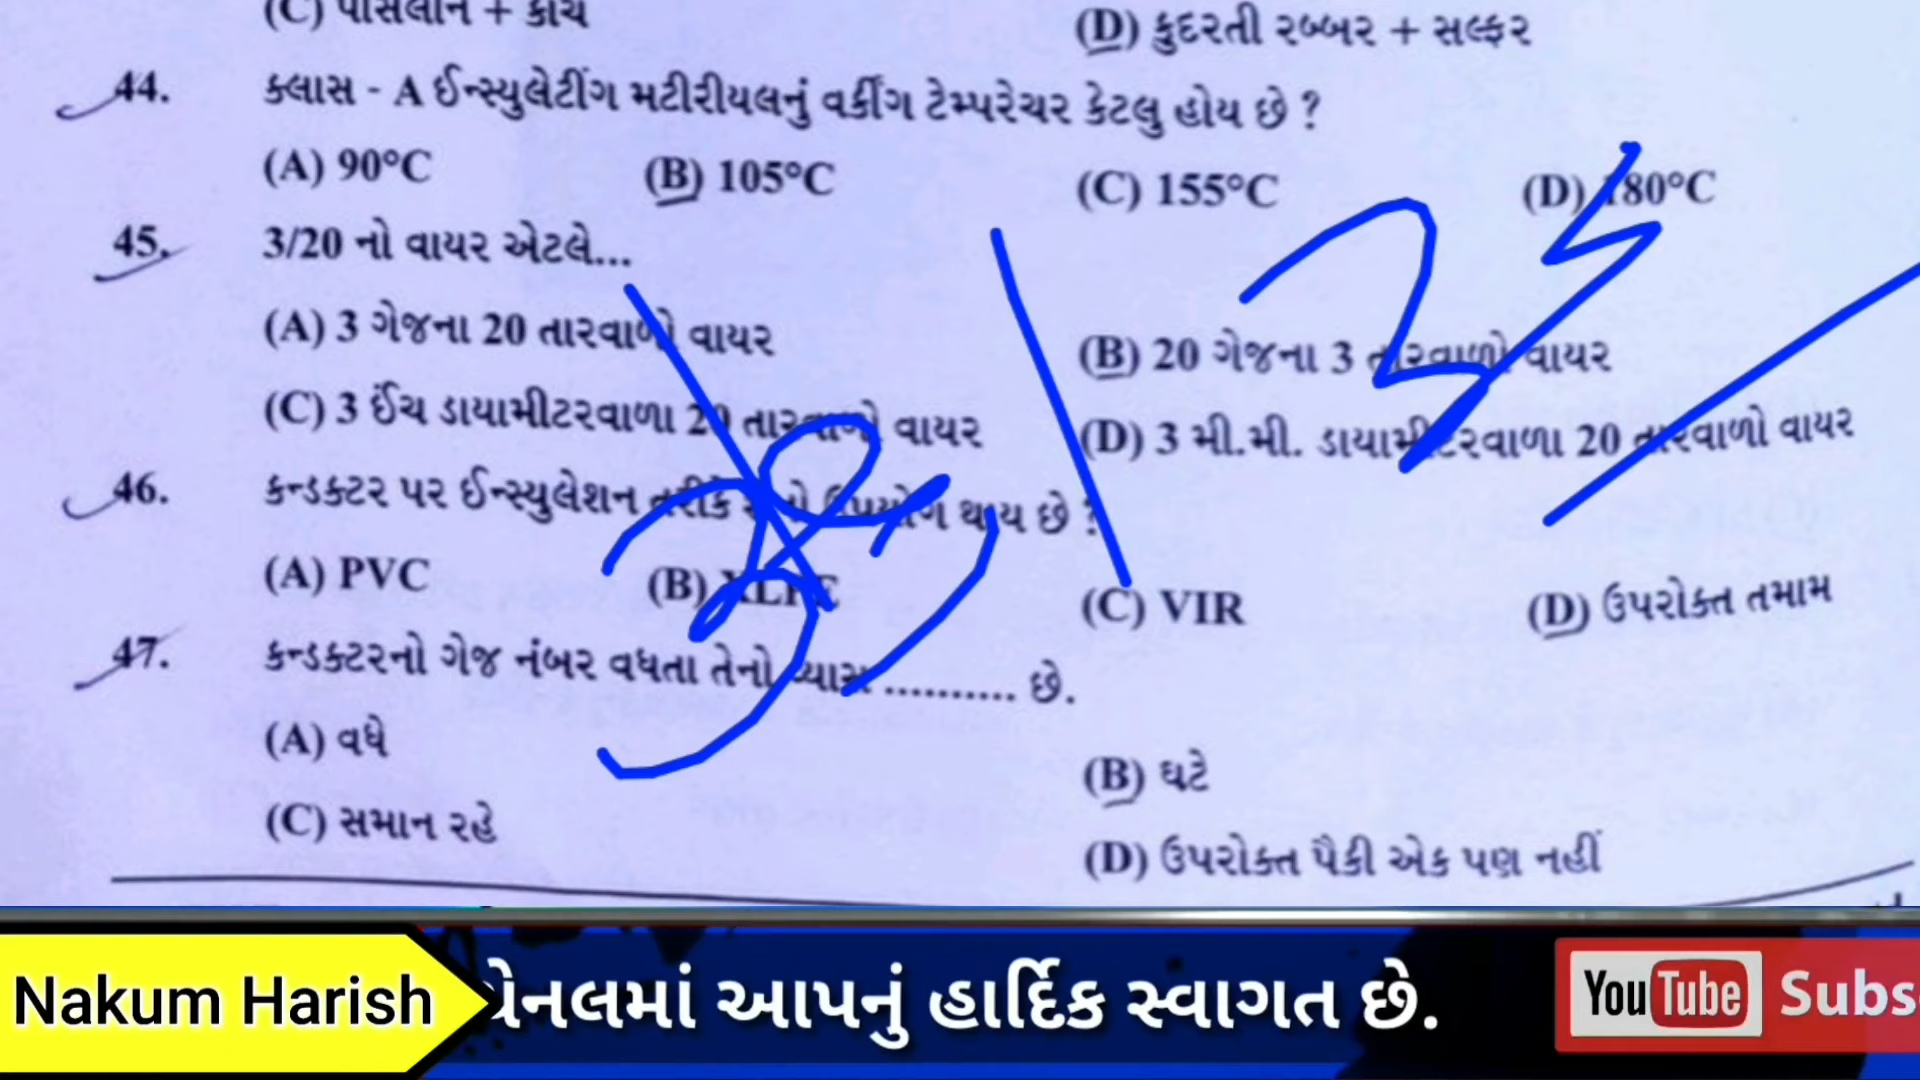 (C) પોર્સેલીન + કાચ
(D) કુદરતી રબ્બર + સલ્ફર
44. ક્લાસ - A ઈન્સ્યુલેટીંગ મટીરીયલનું વર્કીંગ ટેમ્પરેચર કેટલુ હોય છે ?
(A) 90°C (B) 105°C (C) 155°C (D) 180°C
45. 3/20 નો વાયર એટલે...
(A) 3 ગેજના 20 તારવાળો વાયર (B) 20 ગેજના 3 તારવાળો વાયર
(C) 3 ઈંચ ડાયામીટરવાળા 20 તારવાળો વાયર (D) 3 મી.મી. ડાયામીટરવાળા 20 તારવાળો વાયર
46. કન્ડક્ટર પર ઈન્સ્યુલેશન તરીકે ઉપયોગ થાય છે ?
(A) PVC (B) XLPE (C) VIR (D) ઉપરોક્ત તમામ
47. કન્ડક્ટરનો ગેજ નંબર વધતા તેનો વ્યાસ .......... છે.
(A) વધે (B) ઘટે
(C) સમાન રહે (D) ઉપરોક્ત પૈકી એક પણ નહીં
Nakum Harish ચેનલમાં આપનું હાર્દિક સ્વાગત છે. YouTube Subs